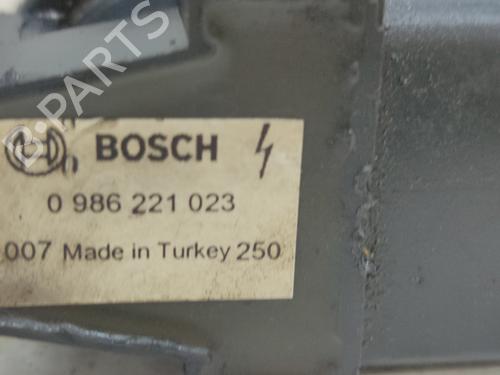 B-PARTS
BOSCH
0 986 221 023
007 Made in Turkey 250